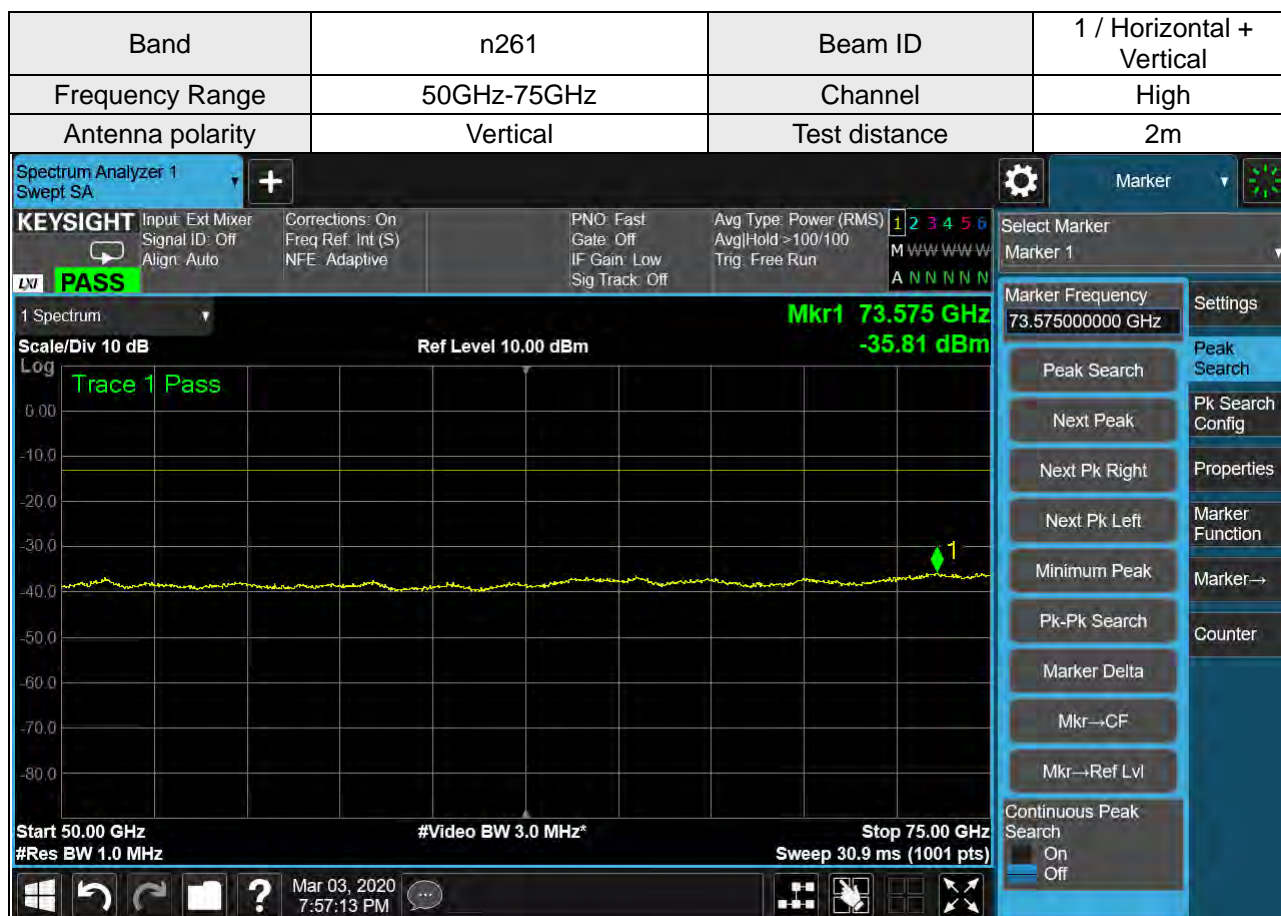 Band n261 Beam ID 1 / Horizontal +
Vertical
Frequency Range 50GHz-75GHz Channel High
Antenna polarity Vertical Test distance 2m
Spectrum Analyzer 1
Swept SA
+
Marker
KEYSIGHT
LXI
PASS
Input: Ext Mixer
Signal ID: Off
Align: Auto
Corrections: On
Freq Ref: Int (S)
NFE: Adaptive
PNO: Fast
Gate: Off
IF Gain: Low
Sig Track: Off
Avg Type: Power (RMS)
Avg|Hold:>100/100
Trig: Free Run
1 2 3 4 5 6
M W W W W W
A N N N N N
1 Spectrum
Scale/Div 10 dB
Ref Level 10.00 dBm
Mkr1 73.575 GHz
-35.81 dBm
Log
Trace 1 Pass
0.00
-10.0
-20.0
-30.0
1
-40.0
-50.0
-60.0
-70.0
-80.0
Start 50.00 GHz
#Video BW 3.0 MHz*
Stop 75.00 GHz
#Res BW 1.0 MHz
Sweep 30.9 ms (1001 pts)
Select Marker
Marker 1
Marker Frequency
73.575000000 GHz
Peak Search
Next Peak
Next Pk Right
Next Pk Left
Minimum Peak
Pk-Pk Search
Marker Delta
Mkr→CF
Mkr→Ref Lvl
Continuous Peak
Search
On
Off
Settings
Peak
Search
Pk Search
Config
Properties
Marker
Function
Marker→
Counter
?
Mar 03, 2020
7:57:13 PM